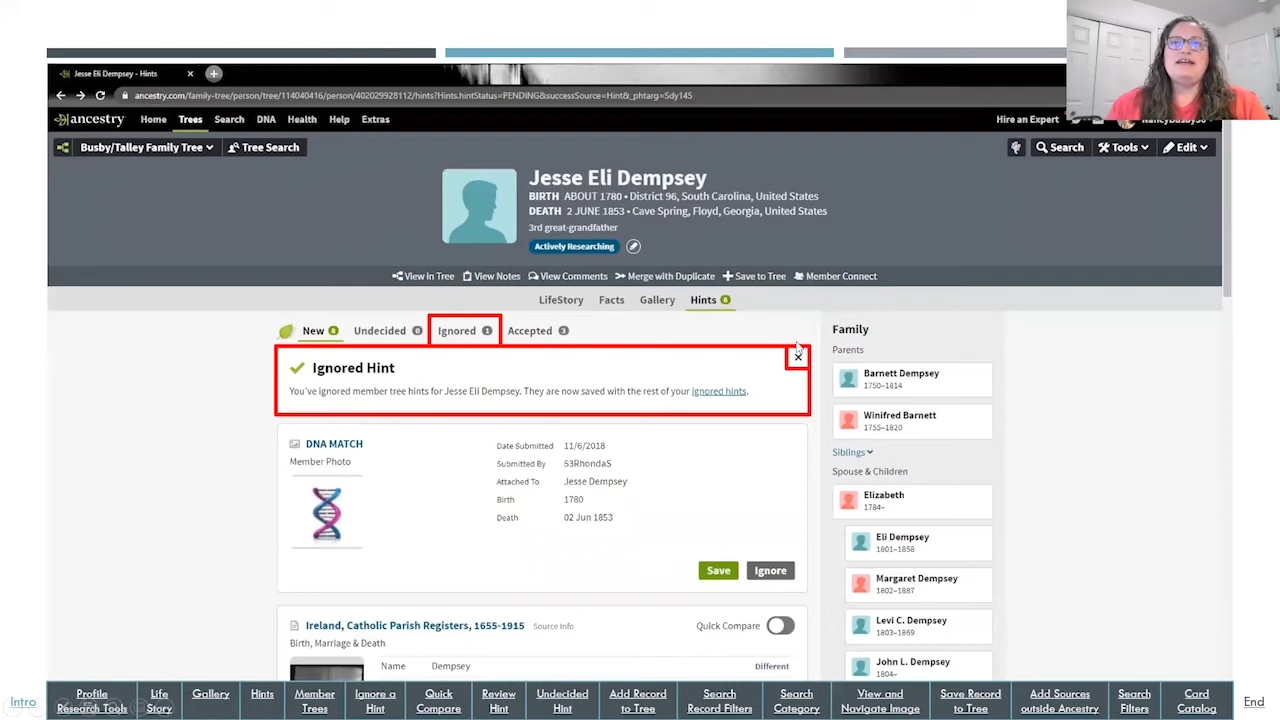 Jesse Eli Dempsey - Hints
ancestry.com/family-tree/person/tree/114040416/person/402029928112/hints?Hints.hintStatus=PENDING&successSource=Hint&_phtarg=Sdy145
ancestry Home Trees Search DNA Health Help Extras Hire an Expert
Busby/Talley Family Tree Tree Search Search Tools Edit
Jesse Eli Dempsey
BIRTH ABOUT 1780 • District 96, South Carolina, United States
DEATH 2 JUNE 1853 • Cave Spring, Floyd, Georgia, United States
3rd great-grandfather
Actively Researching
View in Tree View Notes View Comments Merge with Duplicate Save to Tree Member Connect
LifeStory Facts Gallery Hints 8
New 8 Undecided 0 Ignored 1 Accepted 3
Ignored Hint
You've ignored member tree hints for Jesse Eli Dempsey. They are now saved with the rest of your ignored hints.
DNA MATCH
Member Photo
Date Submitted 11/6/2018
Submitted By 53RhondaS
Attached To Jesse Dempsey
Birth 1780
Death 02 Jun 1853
Save Ignore
Ireland, Catholic Parish Registers, 1655-1915 Source Info Quick Compare
Birth, Marriage & Death
Name Dempsey Different
Family
Parents
Barnett Dempsey
1750–1814
Winifred Barnett
1755–1820
Siblings
Spouse & Children
Elizabeth
1784–
Eli Dempsey
1801–1858
Margaret Dempsey
1802–1887
Levi C. Dempsey
1803–1869
John L. Dempsey
1804–
Intro
Profile
Research Tools
Life
Story
Gallery
Hints
Member
Trees
Ignore a
Hint
Quick
Compare
Review
Hint
Undecided
Hint
Add Record
to Tree
Search
Record Filters
Search
Category
View and
Navigate Image
Save Record
to Tree
Add Sources
outside Ancestry
Search
Filters
Card
Catalog
End